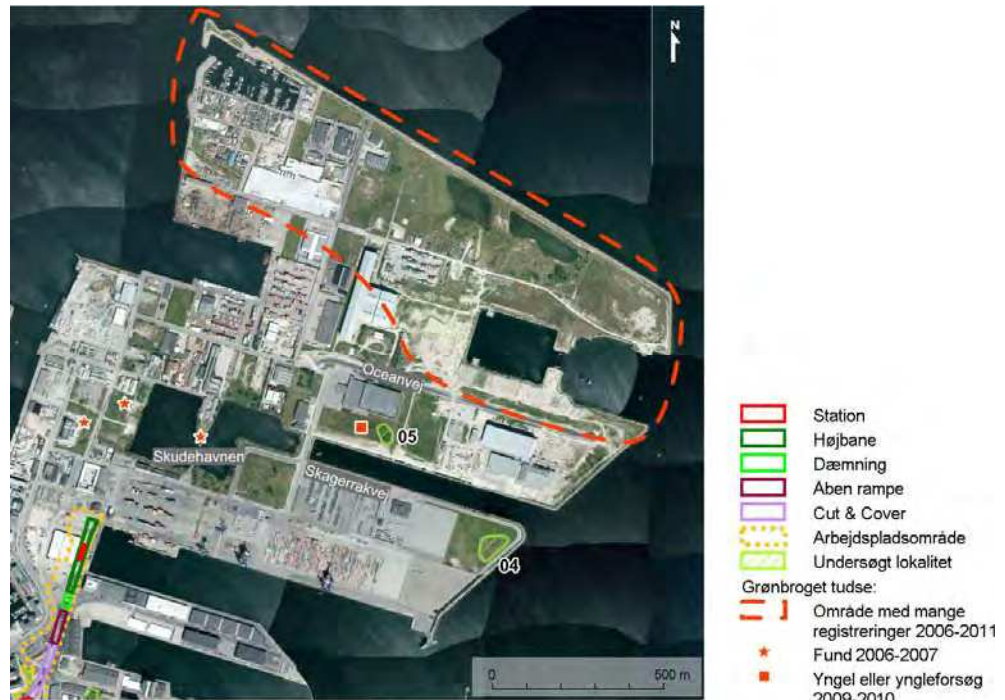 N
Oceanvej
05
Skudehavnen
Skagerrakvej
04
0 500 m
Station
Højbane
Dæmning
Aben rampe
Cut & Cover
Arbejdspladsområde
Undersøgt lokalitet
Grønbroget tudse:
Område med mange
registreringer 2006-2011
Fund 2006-2007
Yngel eller yngleforsøg
2009-2010